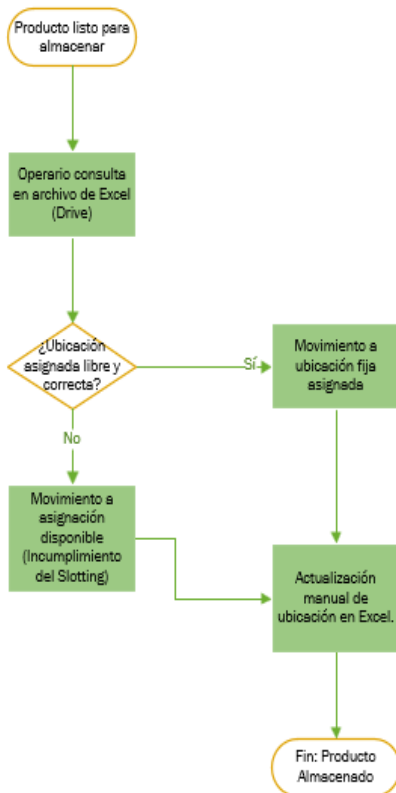 Producto listo para
almacenar
Operario consulta
en archivo de Excel
(Drive)
¿Ubicación
asignada libre y
correcta?
Sí
Movimiento a
ubicación fija
asignada
No
Movimiento a
asignación
disponible
(Incumplimiento
del Slotting)
Actualización
manual de
ubicación en Excel.
Fin: Producto
Almacenado